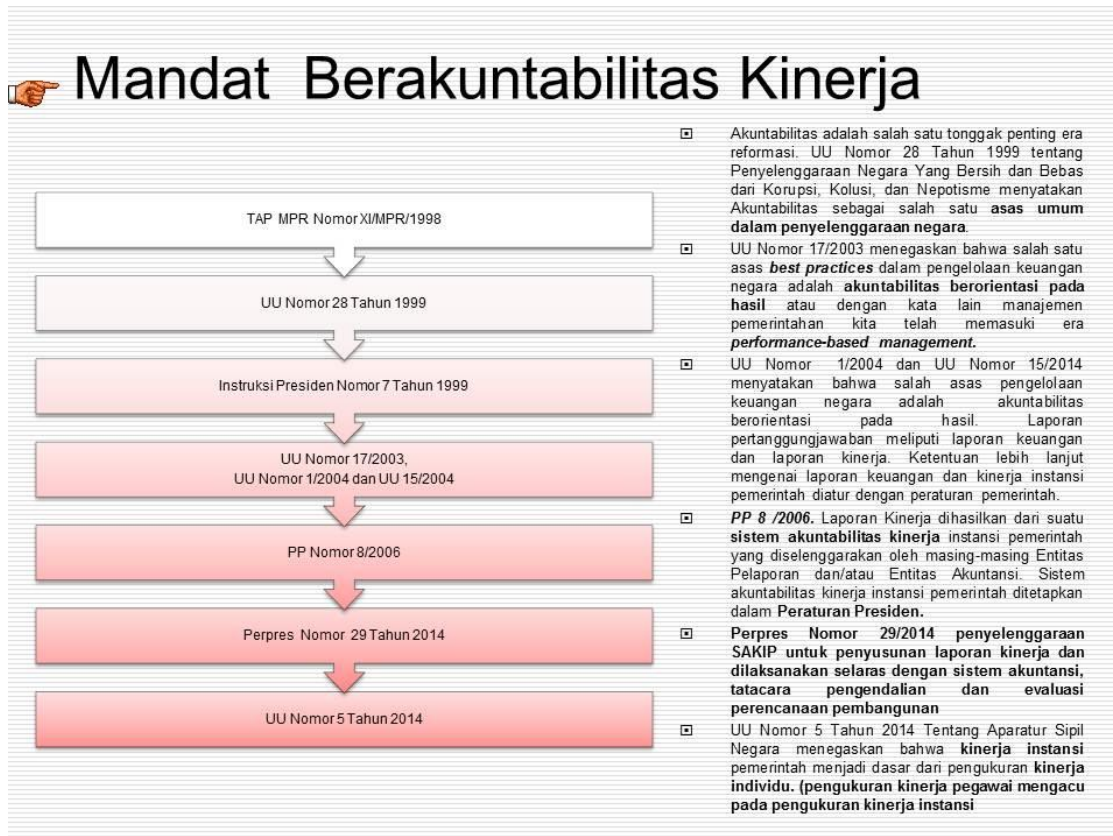 Mandat Berakuntabilitas Kinerja
TAP MPR Nomor XI/MPR/1998
UU Nomor 28 Tahun 1999
Instruksi Presiden Nomor 7 Tahun 1999
UU Nomor 17/2003,
UU Nomor 1/2004 dan UU 15/2004
PP Nomor 8/2006
Perpres Nomor 29 Tahun 2014
UU Nomor 5 Tahun 2014
Akuntabilitas adalah salah satu tonggak penting era
reformasi. UU Nomor 28 Tahun 1999 tentang
Penyelenggaraan Negara Yang Bersih dan Bebas
dari Korupsi, Kolusi, dan Nepotisme menyatakan
Akuntabilitas sebagai salah satu asas umum
dalam penyelenggaraan negara.
UU Nomor 17/2003 menegaskan bahwa salah satu
asas best practices dalam pengelolaan keuangan
negara adalah akuntabilitas berorientasi pada
hasil atau dengan kata lain manajemen
pemerintahan kita telah memasuki era
performance-based management.
UU Nomor 1/2004 dan UU Nomor 15/2014
menyatakan bahwa salah asas pengelolaan
keuangan negara adalah akuntabilitas
berorientasi pada hasil. Laporan
pertanggungjawaban meliputi laporan keuangan
dan laporan kinerja. Ketentuan lebih lanjut
mengenai laporan keuangan dan kinerja instansi
pemerintah diatur dengan peraturan pemerintah.
PP 8 /2006. Laporan Kinerja dihasilkan dari suatu
sistem akuntabilitas kinerja instansi pemerintah
yang diselenggarakan oleh masing-masing Entitas
Pelaporan dan/atau Entitas Akuntansi. Sistem
akuntabilitas kinerja instansi pemerintah ditetapkan
dalam Peraturan Presiden.
Perpres Nomor 29/2014 penyelenggaraan
SAKIP untuk penyusunan laporan kinerja dan
dilaksanakan selaras dengan sistem akuntansi,
tatacara pengendalian dan evaluasi
perencanaan pembangunan
UU Nomor 5 Tahun 2014 Tentang Aparatur Sipil
Negara menegaskan bahwa kinerja instansi
pemerintah menjadi dasar dari pengukuran kinerja
individu. (pengukuran kinerja pegawai mengacu
pada pengukuran kinerja instansi